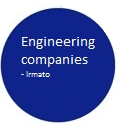 Engineering
companies
- Irmato